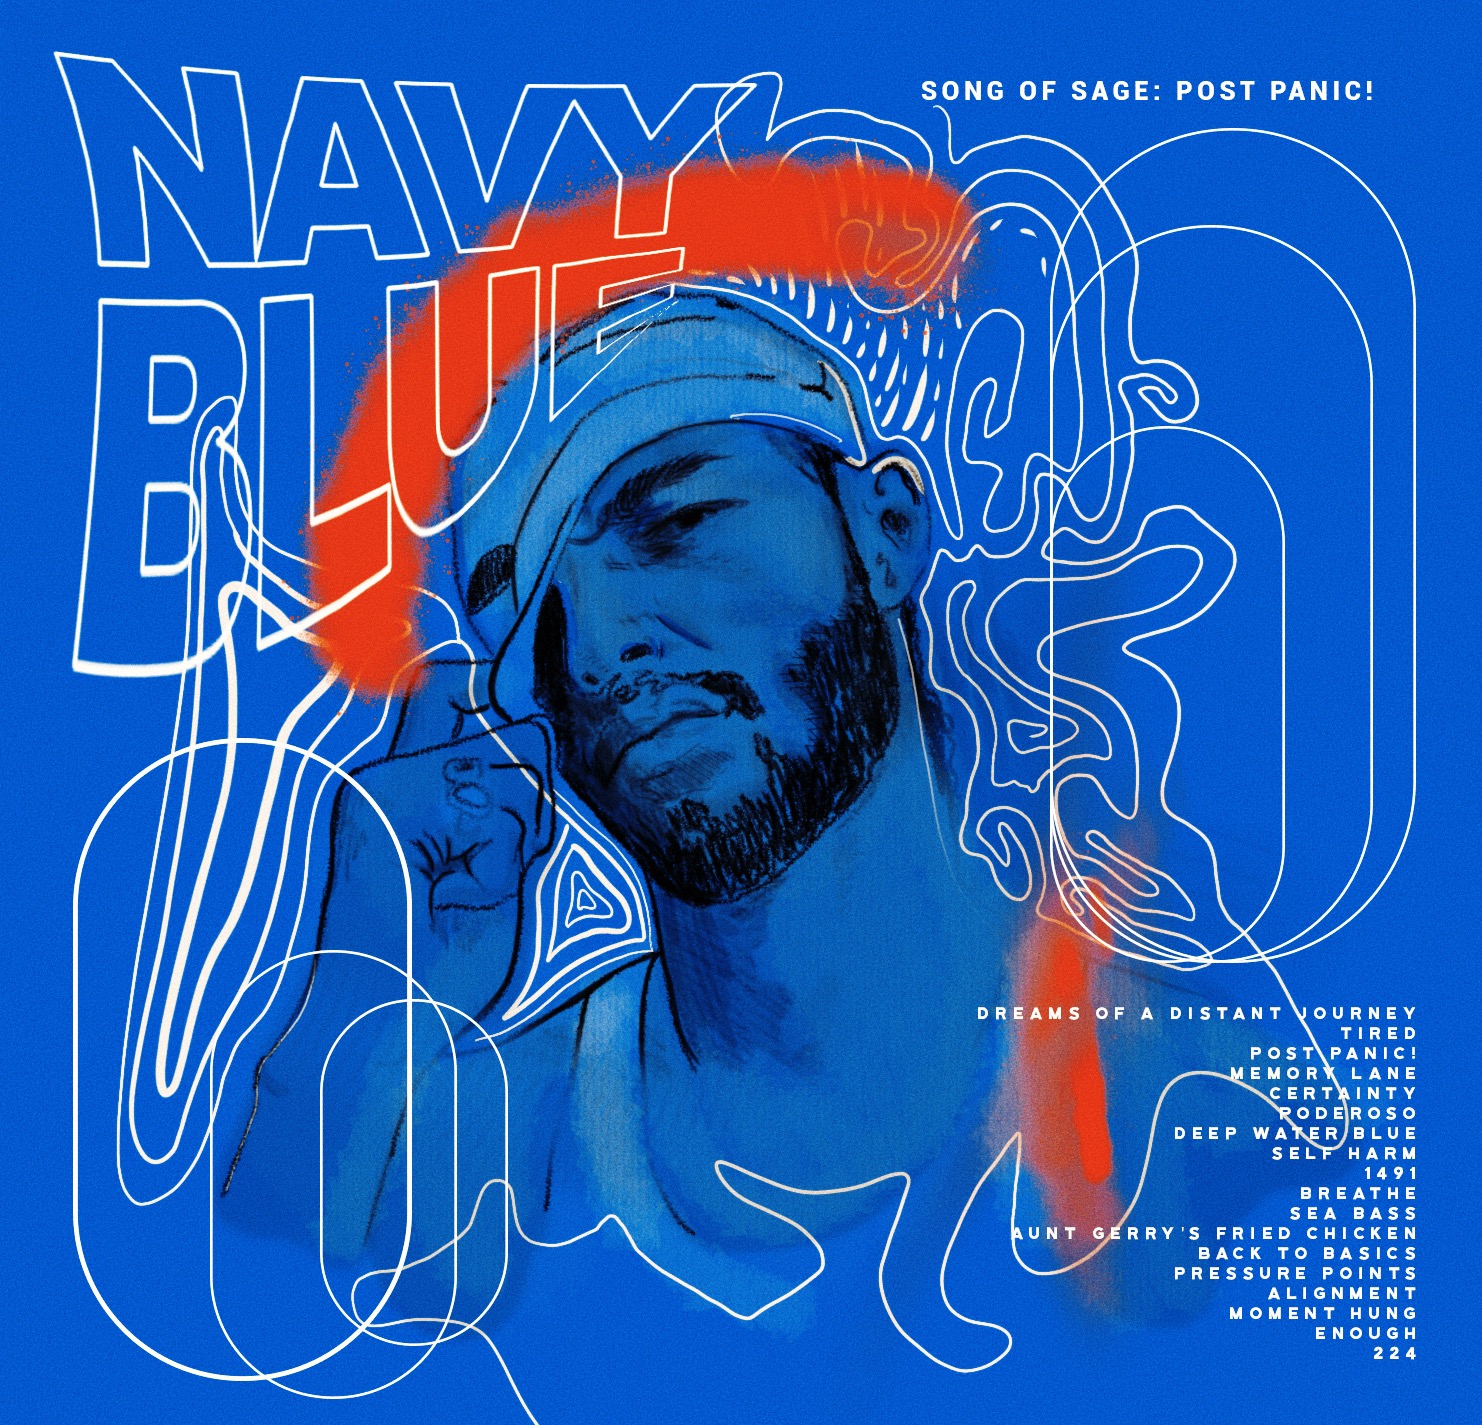 NAVY
BLUE
SONG OF SAGE: POST PANIC!
DREAMS OF A DISTANT JOURNEY
TIRED
POST PANIC!
MEMORY LANE
CERTAINTY
PODEROSO
DEEP WATER BLUE
SELF HARM
1491
BREATHE
SEA BASS
AUNT GERRY'S FRIED CHICKEN
BACK TO BASICS
PRESSURE POINTS
ALIGNMENT
MOMENT HUNG
ENOUGH
224